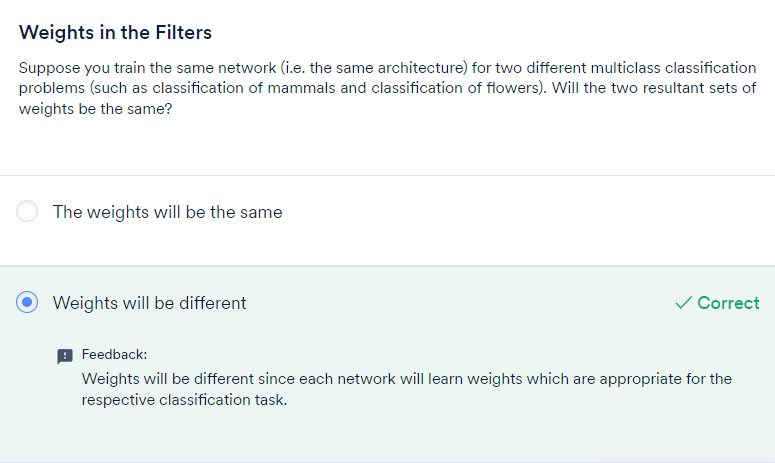 Weights in the Filters
Suppose you train the same network (i.e. the same architecture) for two different multiclass classification
problems (such as classification of mammals and classification of flowers). Will the two resultant sets of
weights be the same?
The weights will be the same
Weights will be different
Correct
Feedback:
Weights will be different since each network will learn weights which are appropriate for the
respective classification task.